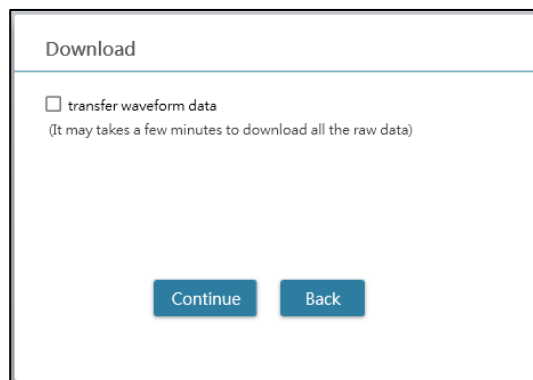 Download
transfer waveform data
(It may takes a few minutes to download all the raw data)
Continue Back